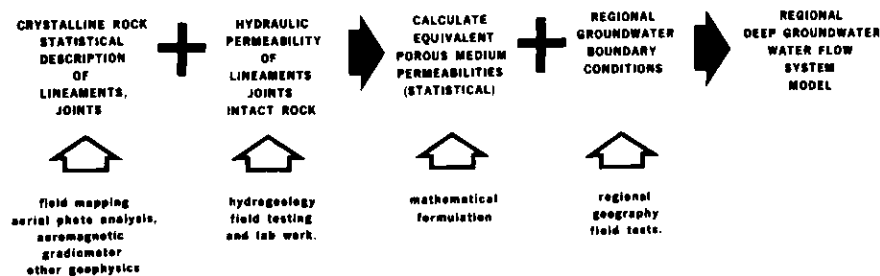 CRYSTALLINE ROCK
STATISTICAL
DESCRIPTION
OF
LINEAMENTS,
JOINTS
HYDRAULIC
PERMEABILITY
OF
LINEAMENTS
JOINTS
INTACT ROCK
CALCULATE
EQUIVALENT
POROUS MEDIUM
PERMEABILITIES
(STATISTICAL)
REGIONAL
GROUNDWATER
BOUNDARY
CONDITIONS
REGIONAL
DEEP GROUNDWATER
WATER FLOW
SYSTEM
MODEL
field mapping
aerial photo analysis,
aeromagnetic
gradiometer
other geophysics
hydrogeology
field testing
and lab work.
mathematical
formulation
regional
geography
field tests.